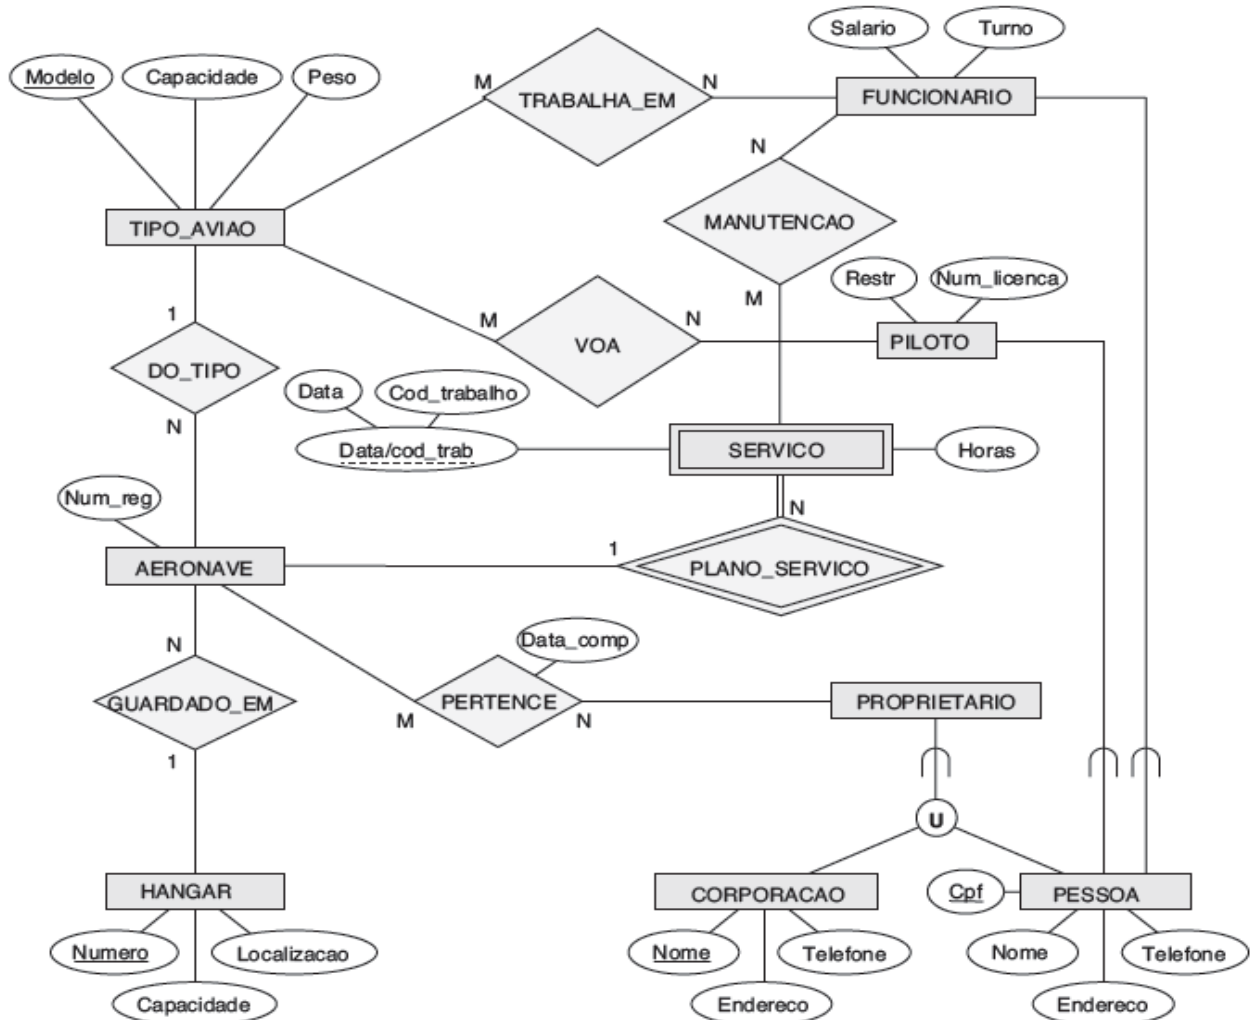 Salario
Turno
Modelo
Capacidade
Peso
M
TRABALHA_EM
N
FUNCIONARIO
N
TIPO_AVIAO
MANUTENCAO
Restr
Num_licenca
M
1
M
VOA
N
PILOTO
DO_TIPO
Data
Cod_trabalho
N
Data/cod_trab
SERVICO
Horas
Num_reg
N
1
AERONAVE
PLANO_SERVICO
N
Data_comp
GUARDADO_EM
M
PERTENCE
N
PROPRIETARIO
1
U
HANGAR
CORPORACAO
Cpf
PESSOA
Numero
Localizacao
Nome
Telefone
Nome
Telefone
Capacidade
Endereco
Endereco